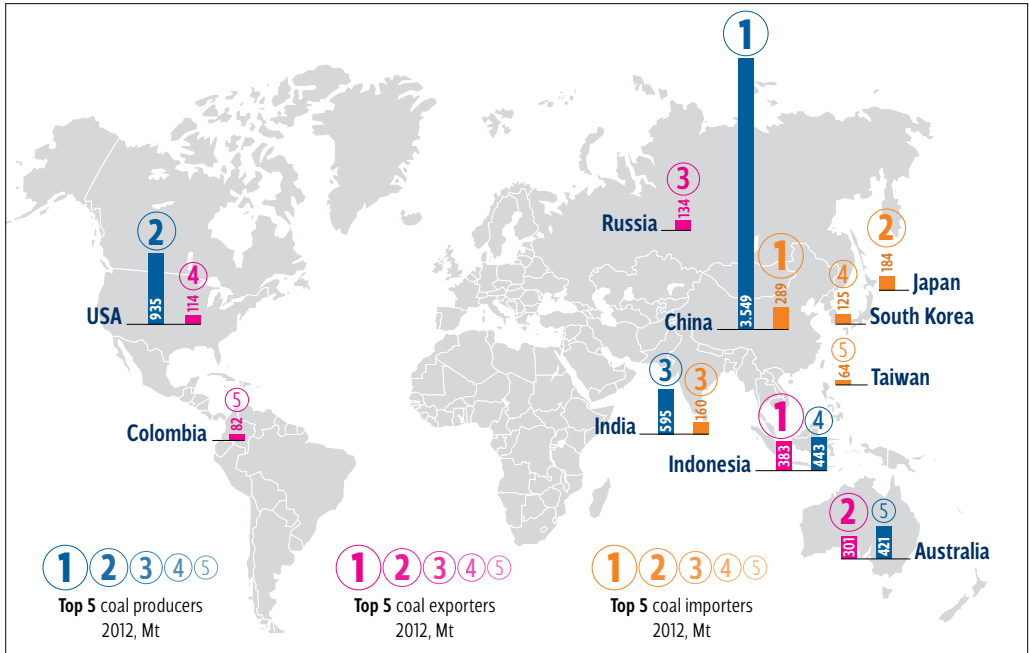 1
2
935
4
114
USA
3
134
Russia
3.549
1
289
China
2
184
Japan
4
125
South Korea
5
64
Taiwan
3
595
3
160
India
1
383
4
443
Indonesia
5
82
Colombia
2
301
5
421
Australia
1 2 3 4 5
Top 5 coal producers
2012, Mt
1 2 3 4 5
Top 5 coal exporters
2012, Mt
1 2 3 4 5
Top 5 coal importers
2012, Mt